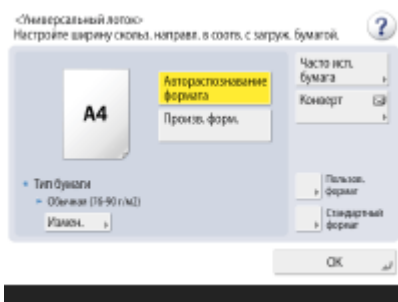 <Универсальный лоток>
Настройте ширину скольз. направл. в соотв. с загруж. бумагой.
?
A4
Автораспознавание
формата
Произв. форм.
Часто исп.
бумага
Конверт
Тип бумаги
Обычная (76-90 г/м2)
Измен.
Пользов.
формат
Стандартный
формат
OK